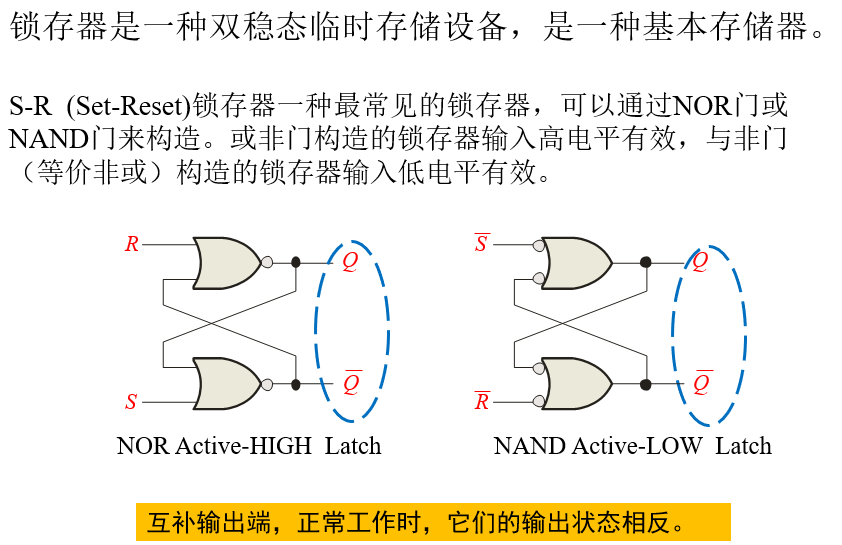 锁存器是一种双稳态临时存储设备，是一种基本存储器。
S-R (Set-Reset)锁存器一种最常见的锁存器，可以通过NOR门或
NAND门来构造。或非门构造的锁存器输入高电平有效，与非门
（等价非或）构造的锁存器输入低电平有效。
R
Q
S
Q̅
NOR Active-HIGH Latch
S̅
Q
R̅
Q̅
NAND Active-LOW Latch
互补输出端，正常工作时，它们的输出状态相反。